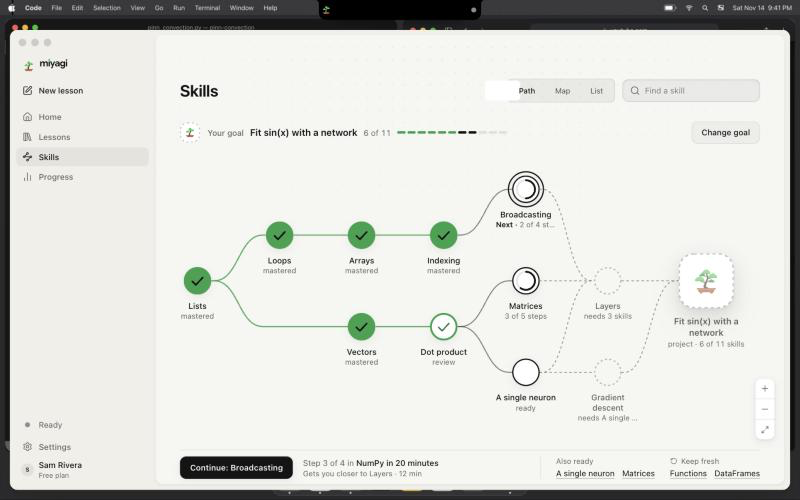 Code File Edit Selection View Go Run Terminal Window Help
Sat Nov 14 9:41 PM
pinn_convection.py — pinn-convection
miyagi
New lesson
Home
Lessons
Skills
Progress
Ready
Settings
S
Sam Rivera
Free plan
Skills
Path Map List
Find a skill
Your goal Fit sin(x) with a network 6 of 11
Change goal
Lists
mastered
Loops
mastered
Arrays
mastered
Indexing
mastered
Vectors
mastered
Dot product
review
Broadcasting
Next · 2 of 4 st...
Matrices
3 of 5 steps
A single neuron
ready
Layers
needs 3 skills
Gradient
descent
needs A single ...
Fit sin(x) with a
network
project · 6 of 11 skills
Continue: Broadcasting
Step 3 of 4 in NumPy in 20 minutes
Gets you closer to Layers · 12 min
Also ready
A single neuron Matrices
Keep fresh
Functions DataFrames